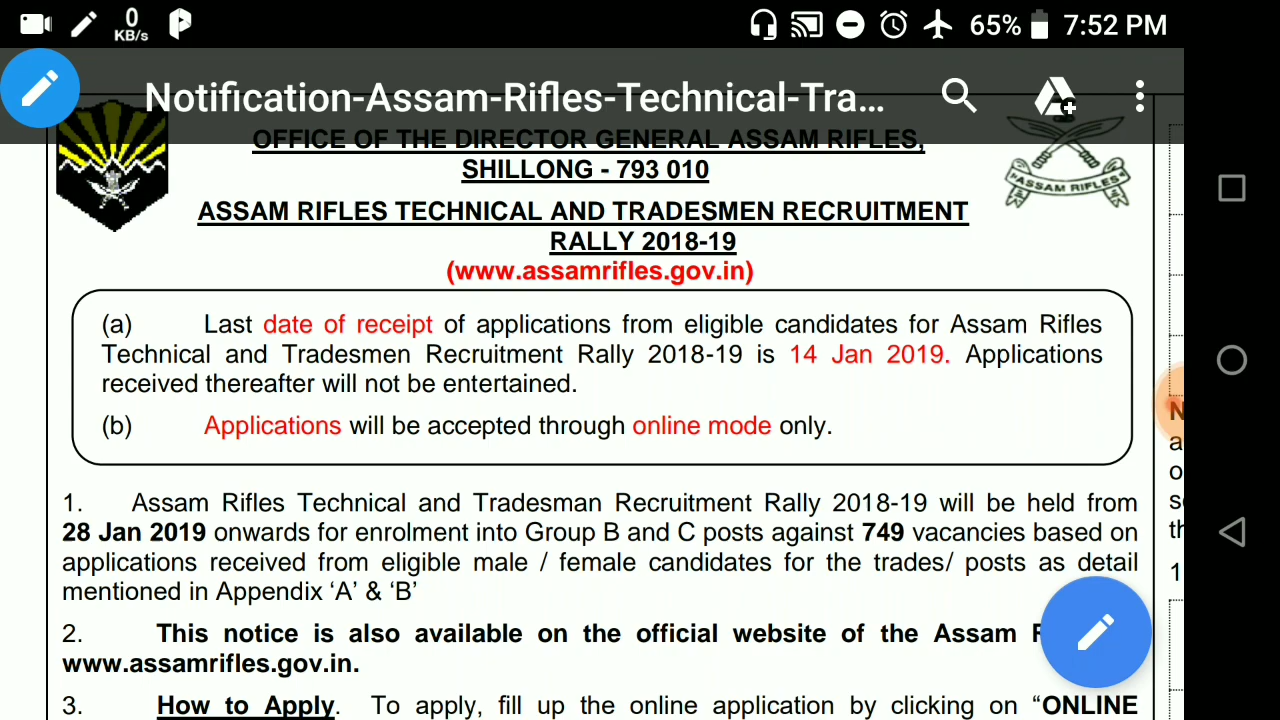 0
KB/s
65%
7:52 PM
Notification-Assam-Rifles-Technical-Tra...
OFFICE OF THE DIRECTOR GENERAL ASSAM RIFLES,
SHILLONG - 793 010
ASSAM RIFLES
ASSAM RIFLES TECHNICAL AND TRADESMEN RECRUITMENT
RALLY 2018-19
(www.assamrifles.gov.in)
(a) Last date of receipt of applications from eligible candidates for Assam Rifles
Technical and Tradesmen Recruitment Rally 2018-19 is 14 Jan 2019. Applications
received thereafter will not be entertained.
(b) Applications will be accepted through online mode only.
1. Assam Rifles Technical and Tradesman Recruitment Rally 2018-19 will be held from
28 Jan 2019 onwards for enrolment into Group B and C posts against 749 vacancies based on
applications received from eligible male / female candidates for the trades/ posts as detail
mentioned in Appendix ‘A’ & ‘B’
2. This notice is also available on the official website of the Assam
www.assamrifles.gov.in.
3. How to Apply. To apply, fill up the online application by clicking on “ONLINE